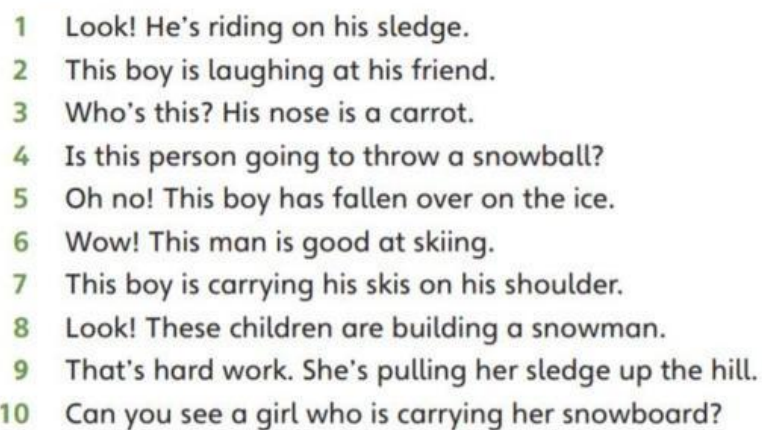 1 Look! He's riding on his sledge.
2 This boy is laughing at his friend.
3 Who's this? His nose is a carrot.
4 Is this person going to throw a snowball?
5 Oh no! This boy has fallen over on the ice.
6 Wow! This man is good at skiing.
7 This boy is carrying his skis on his shoulder.
8 Look! These children are building a snowman.
9 That's hard work. She's pulling her sledge up the hill.
10 Can you see a girl who is carrying her snowboard?